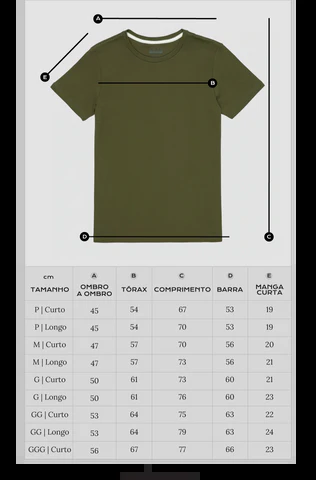 A
E
B
D
C
cm A B C D E
TAMANHO OMBRO A OMBRO TÓRAX COMPRIMENTO BARRA MANGA CURTA
P | Curto 45 54 67 53 19
P | Longo 45 54 70 53 19
M | Curto 47 57 70 56 20
M | Longo 47 57 73 56 21
G | Curto 50 61 73 60 21
G | Longo 50 61 76 60 23
GG | Curto 53 64 75 63 22
GG | Longo 53 64 79 63 24
GGG | Curto 56 67 77 66 23